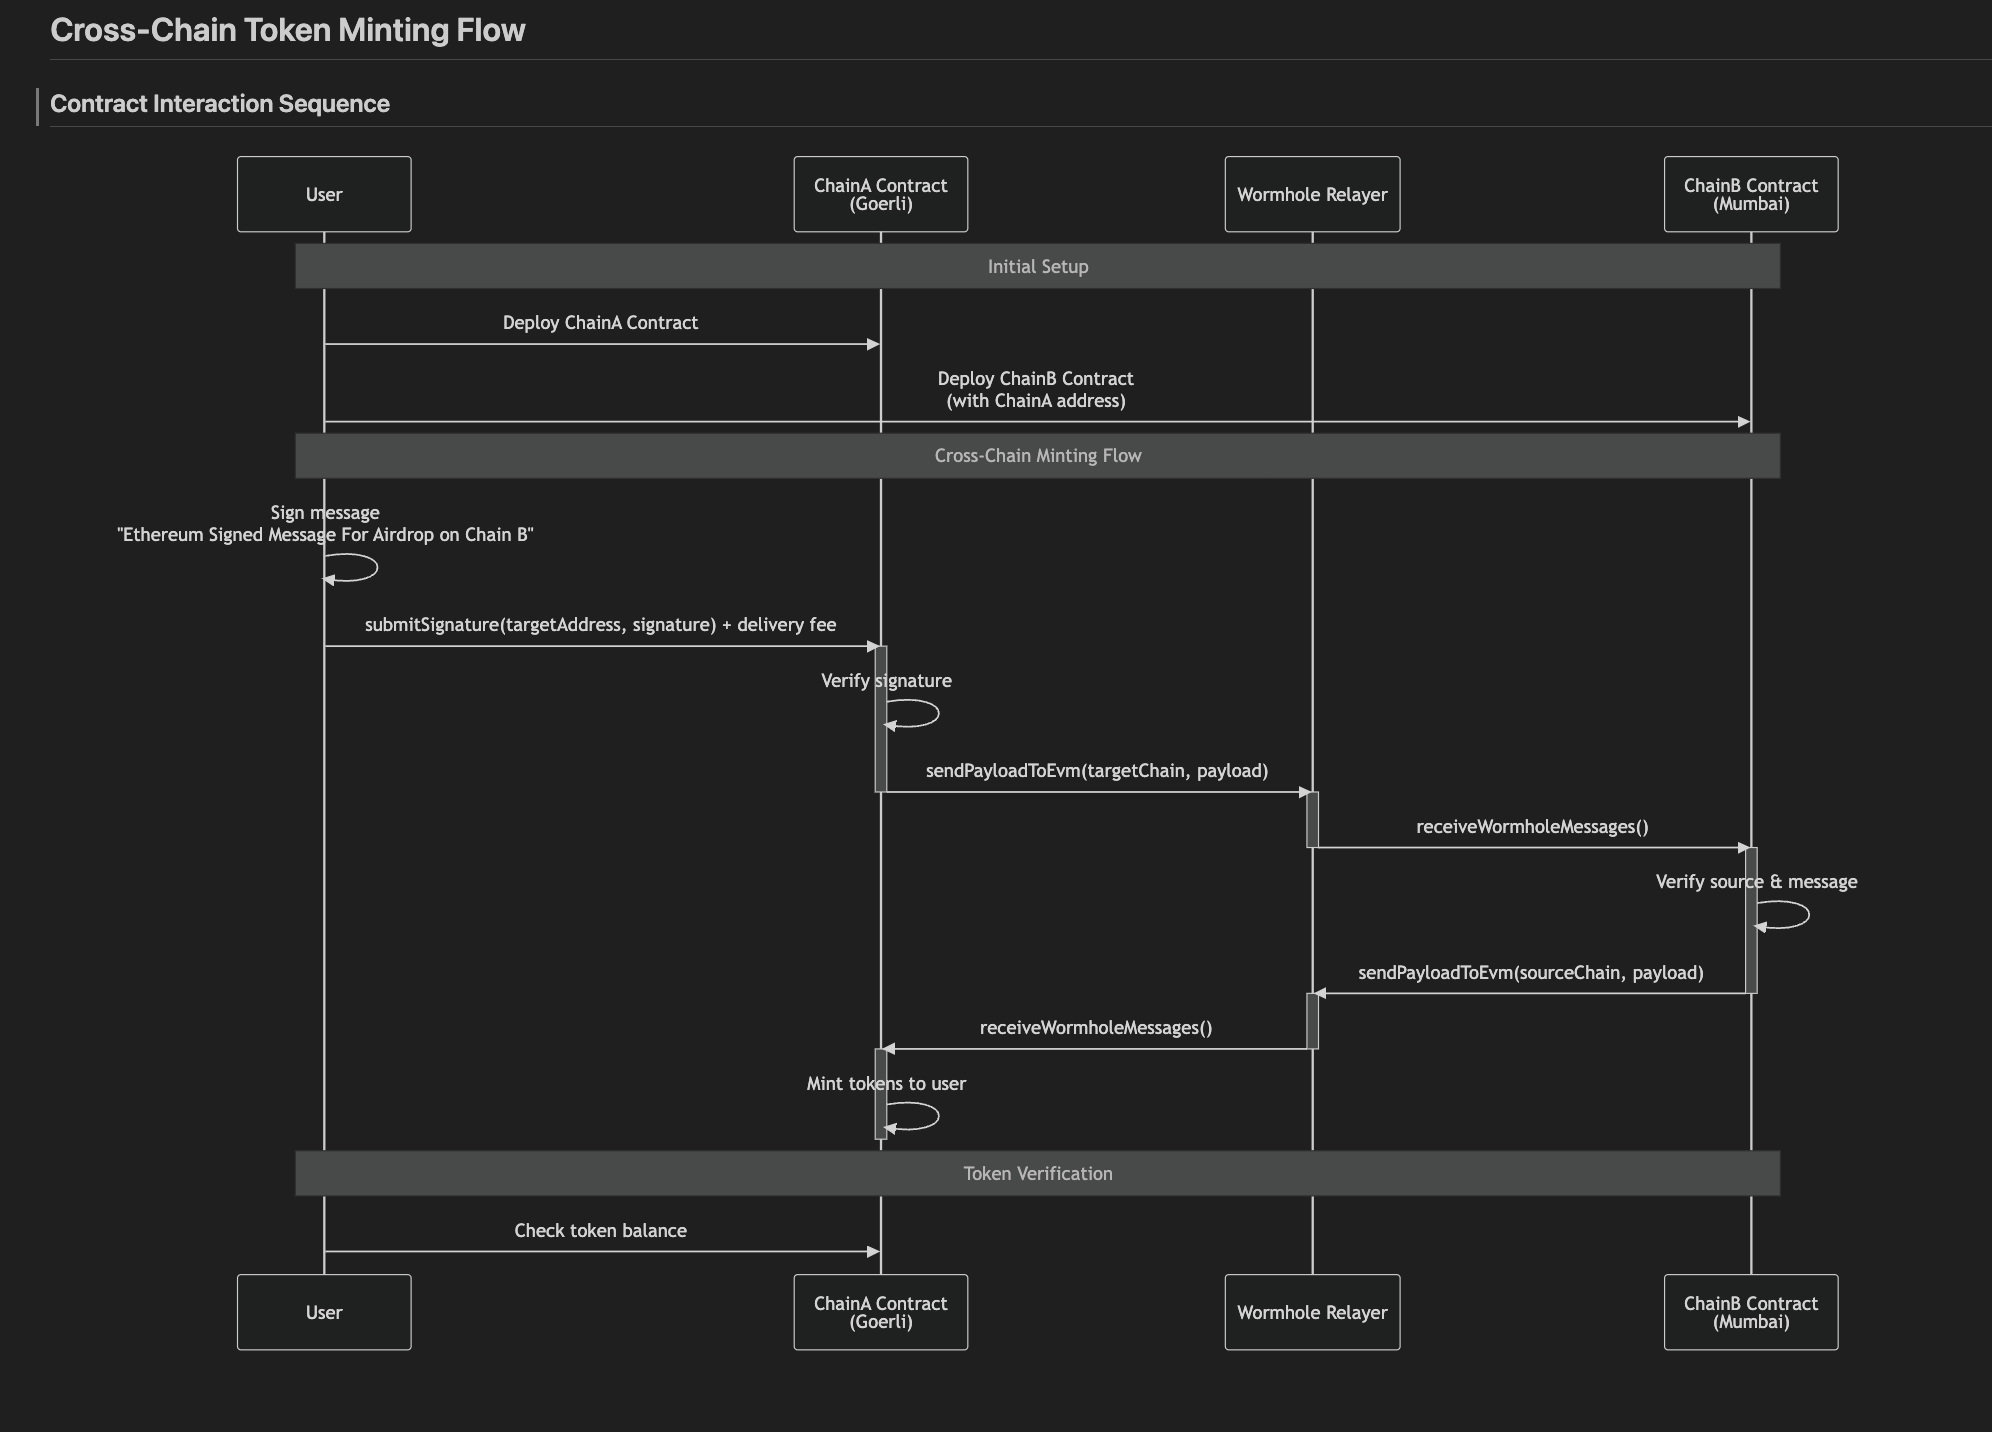 Cross-Chain Token Minting Flow
Contract Interaction Sequence
User
ChainA Contract
(Goerli)
Wormhole Relayer
ChainB Contract
(Mumbai)
Initial Setup
Deploy ChainA Contract
Deploy ChainB Contract
(with ChainA address)
Cross-Chain Minting Flow
Sign message
"Ethereum Signed Message For Airdrop on Chain B"
submitSignature(targetAddress, signature) + delivery fee
Verify signature
sendPayloadToEvm(targetChain, payload)
receiveWormholeMessages()
Verify source & message
sendPayloadToEvm(sourceChain, payload)
receiveWormholeMessages()
Mint tokens to user
Token Verification
Check token balance
User
ChainA Contract
(Goerli)
Wormhole Relayer
ChainB Contract
(Mumbai)